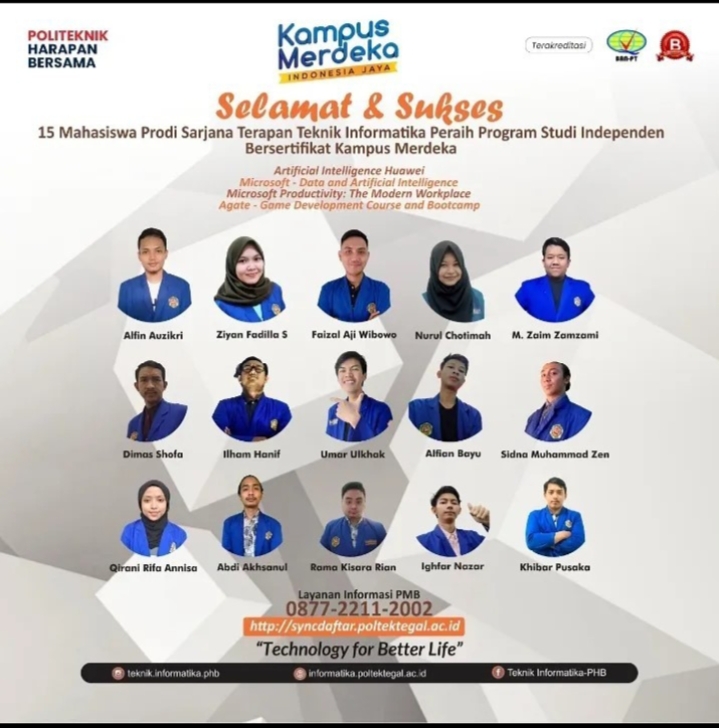 POLITEKNIK
HARAPAN
BERSAMA
Kampus
Merdeka
INDONESIA JAYA
Terakreditasi
BAN-PT
B
Selamat & Sukses
15 Mahasiswa Prodi Sarjana Terapan Teknik Informatika Peraih Program Studi Independen
Bersertifikat Kampus Merdeka
Artificial Intelligence Huawei
Microsoft - Data and Artificial Intelligence
Microsoft Productivity: The Modern Workplace
Agate - Game Development Course and Bootcamp
Alfin Auzikri
Ziyan Fadilla S
Faizal Aji Wibowo
Nurul Chotimah
M. Zaim Zamzami
Dimas Shofa
Ilham Hanif
Umar Ulkhak
Alfian Bayu
Sidna Muhammad Zen
Qirani Rifa Annisa
Abdi Akhsanul
Rama Kisara Rian
Ighfar Nazar
Khibar Pusaka
Layanan Informasi PMB
0877-2211-2002
http://syncdaftar.poltektegal.ac.id
“Technology for Better Life”
teknik.informatika.phb
informatika.poltektegal.ac.id
Teknik Informatika-PHB